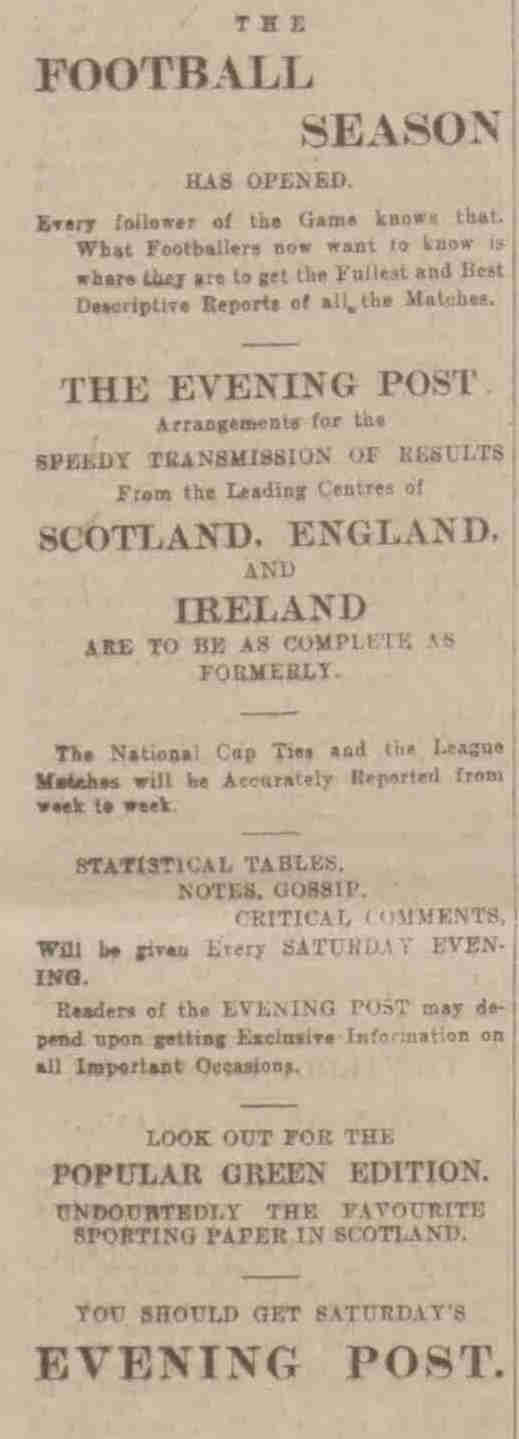 THE
FOOTBALL
SEASON
HAS OPENED.
Every follower of the Game knows that.
What Footballers now want to know is
where they are to get the Fullest and Best
Descriptive Reports of all the Matches.
THE EVENING POST
Arrangements for the
SPEEDY TRANSMISSION OF RESULTS
From the Leading Centres of
SCOTLAND, ENGLAND,
AND
IRELAND
ARE TO BE AS COMPLETE AS
FORMERLY.
The National Cup Ties and the League
Matches will be Accurately Reported from
week to week.
STATISTICAL TABLES,
NOTES, GOSSIP,
CRITICAL COMMENTS,
Will be given Every SATURDAY EVEN-
ING.
Readers of the EVENING POST may de-
pend upon getting Exclusive Information on
all Important Occasions.
LOOK OUT FOR THE
POPULAR GREEN EDITION.
UNDOUBTEDLY THE FAVOURITE
SPORTING PAPER IN SCOTLAND.
YOU SHOULD GET SATURDAY'S
EVENING POST.